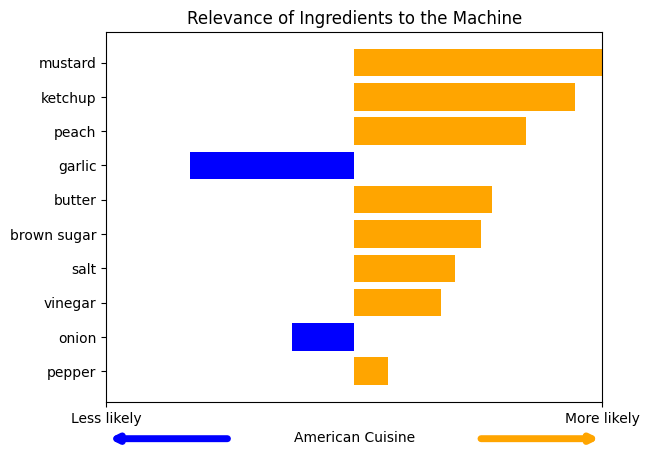 Relevance of Ingredients to the Machine
mustard
ketchup
peach
garlic
butter
brown sugar
salt
vinegar
onion
pepper
Less likely
More likely
American Cuisine